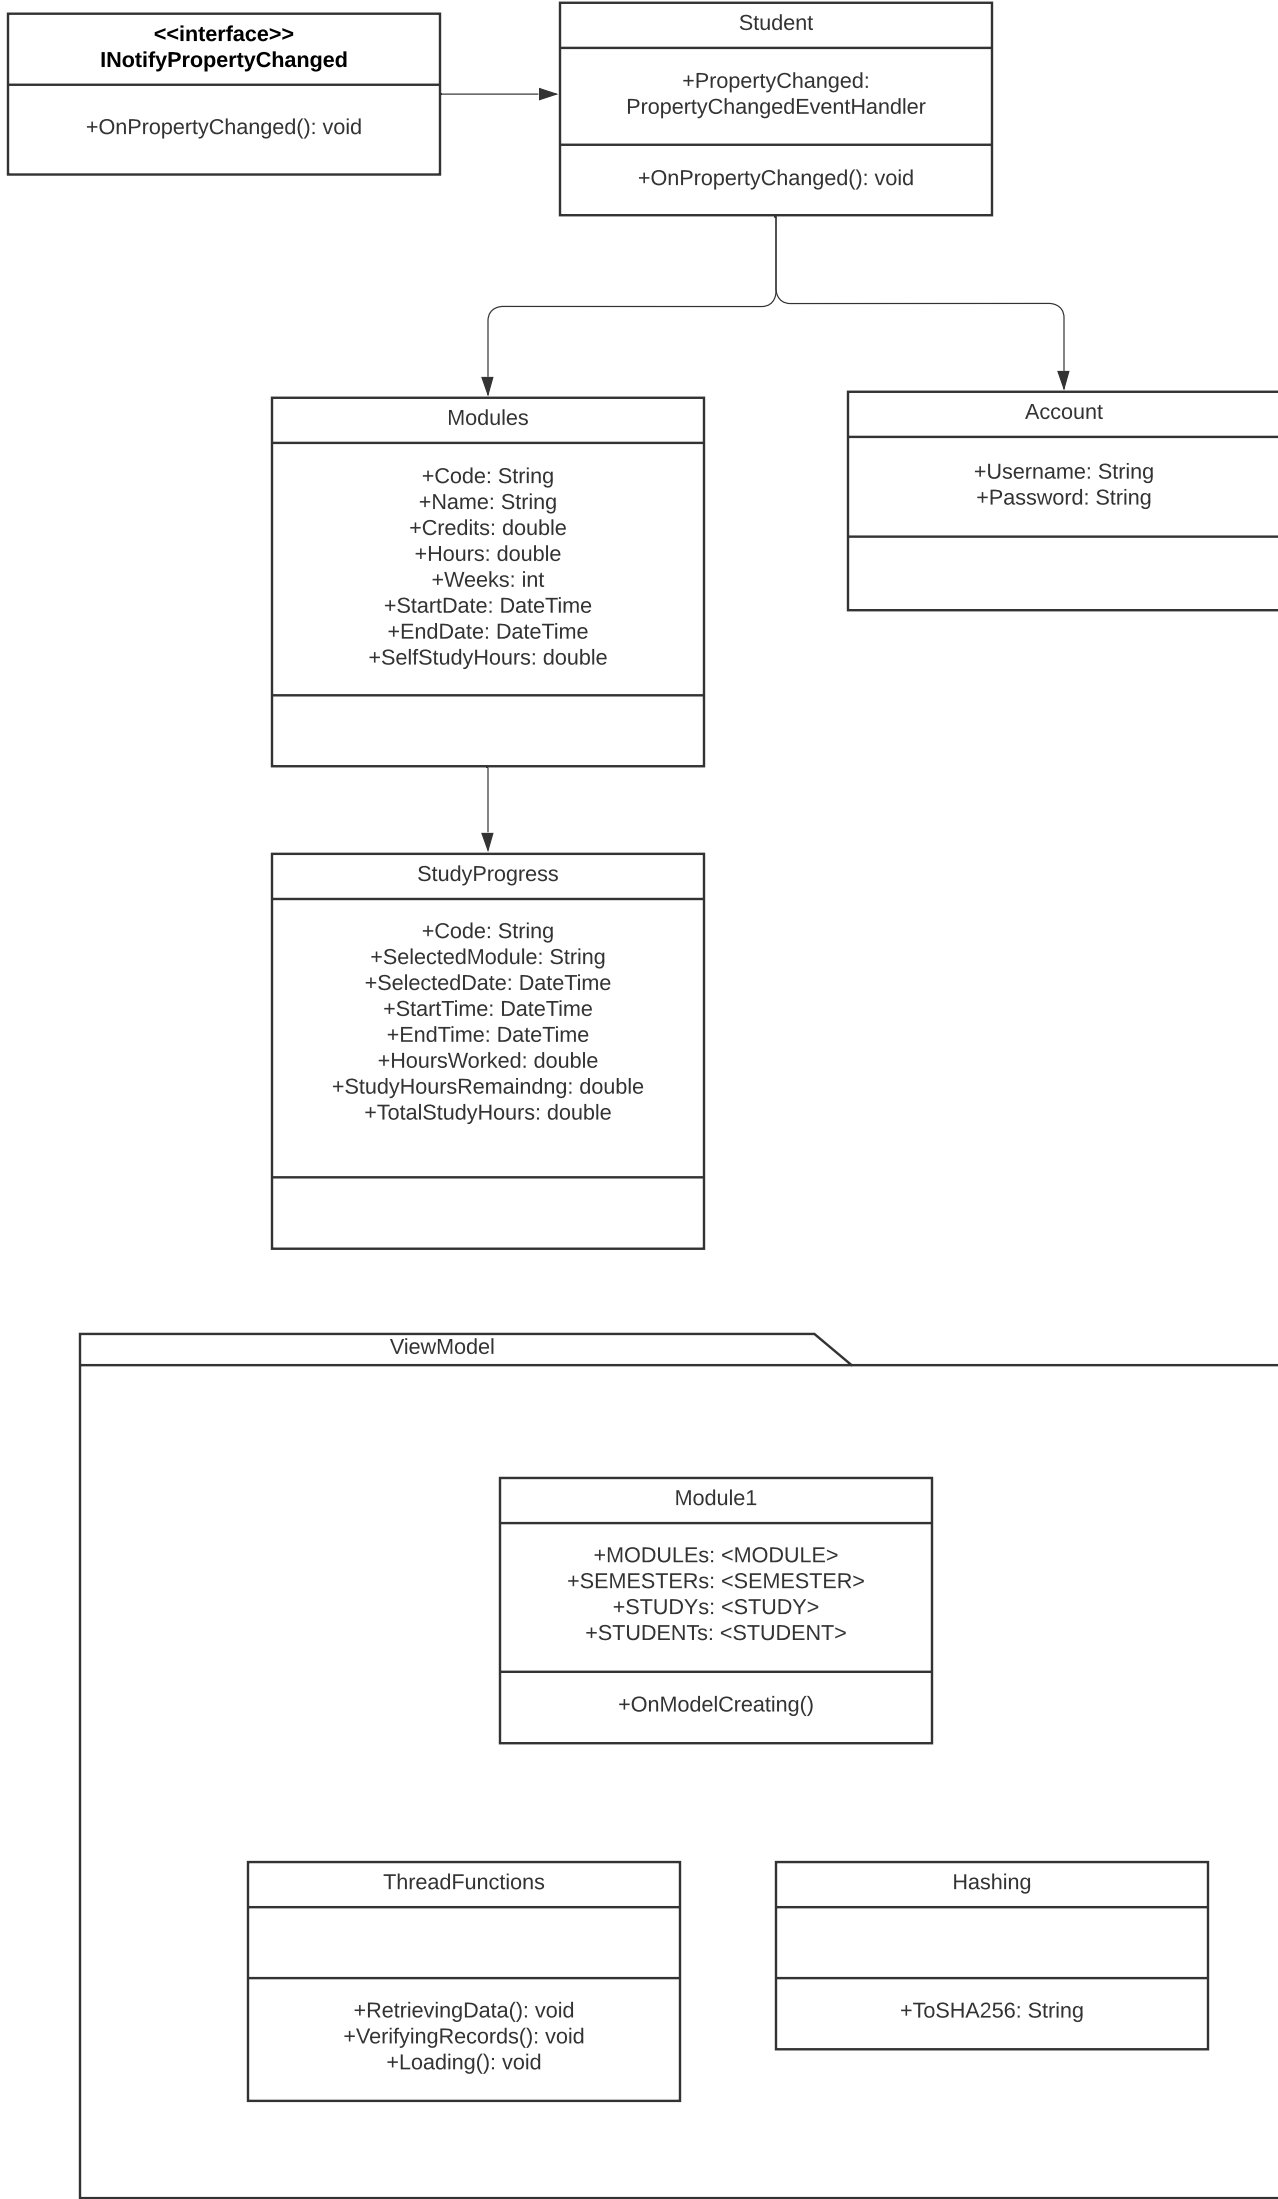 <<interface>>
INotifyPropertyChanged
+OnPropertyChanged(): void
Student
+PropertyChanged:
PropertyChangedEventHandler
+OnPropertyChanged(): void
Modules
+Code: String
+Name: String
+Credits: double
+Hours: double
+Weeks: int
+StartDate: DateTime
+EndDate: DateTime
+SelfStudyHours: double
Account
+Username: String
+Password: String
StudyProgress
+Code: String
+SelectedModule: String
+SelectedDate: DateTime
+StartTime: DateTime
+EndTime: DateTime
+HoursWorked: double
+StudyHoursRemaindng: double
+TotalStudyHours: double
ViewModel
Module1
+MODULEs: <MODULE>
+SEMESTERs: <SEMESTER>
+STUDYs: <STUDY>
+STUDENTs: <STUDENT>
+OnModelCreating()
ThreadFunctions
+RetrievingData(): void
+VerifyingRecords(): void
+Loading(): void
Hashing
+ToSHA256: String